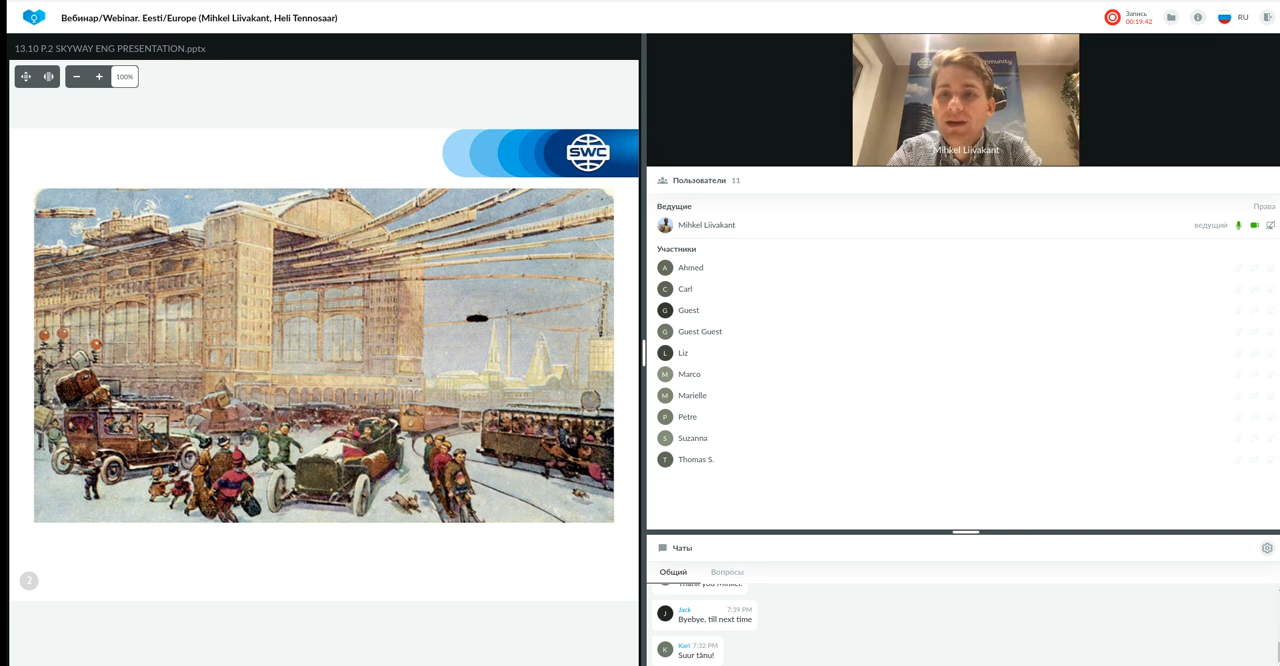 Вебинар/Webinar. Eesti/Europe (Mihkel Liivakant, Heli Tennosaar)
Запись
00:19:42
RU
13.10 P.2 SKYWAY ENG PRESENTATION.pptx
100%
SWC
2
Mihkel Liivakant
Пользователи 11
Ведущие
Права
Mihkel Liivakant
ведущий
Участники
A Ahmed
C Carl
G Guest
G Guest Guest
L Liz
M Marco
M Marielle
P Petre
S Suzanna
T Thomas S.
Чаты
Общий
Вопросы
Thank you Mihkel.
J Jack 7:39 PM
Byebye, till next time
K Karl 7:32 PM
Suur tänu!